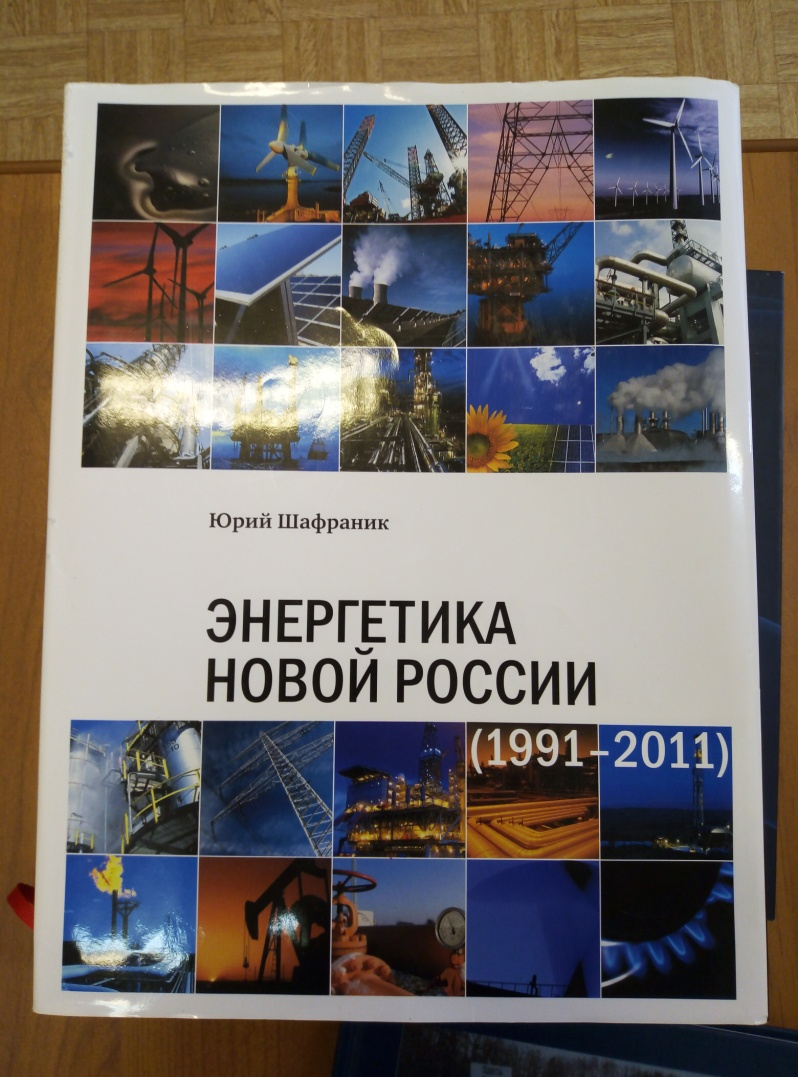 Юрий Шафраник
ЭНЕРГЕТИКА
НОВОЙ РОССИИ
(1991–2011)